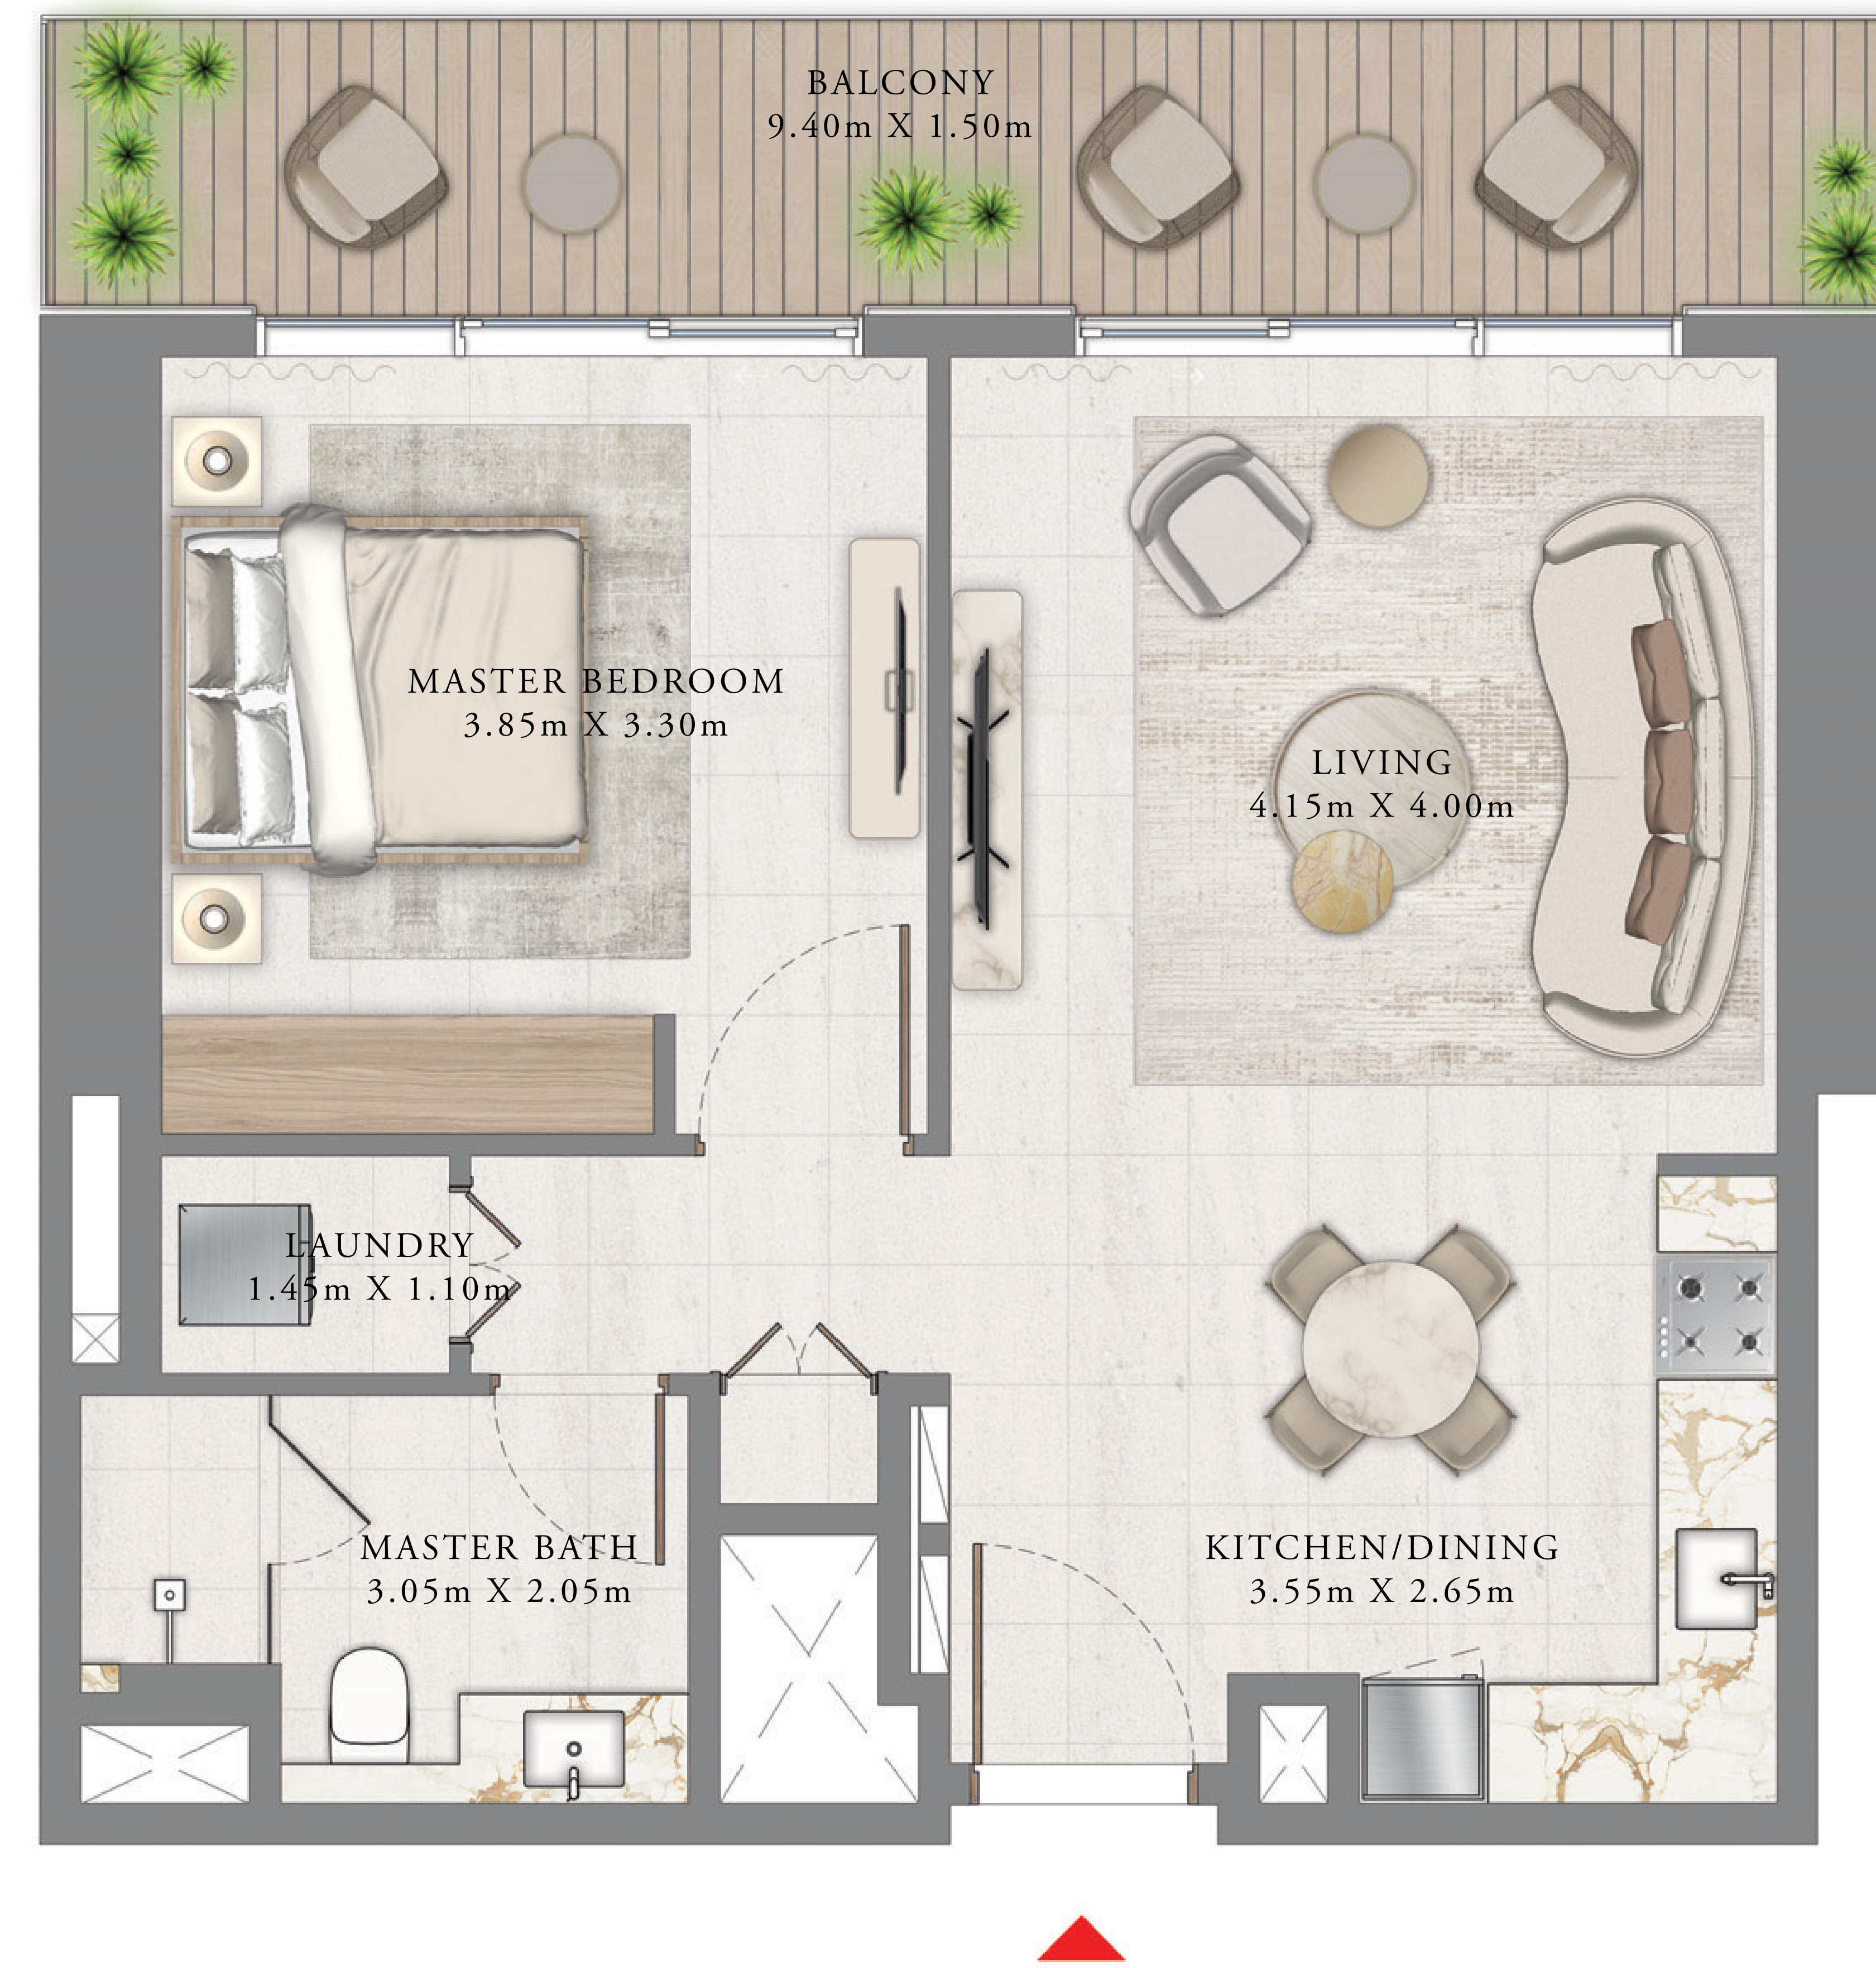 BALCONY
9.40m X 1.50m
MASTER BEDROOM
3.85m X 3.30m
LIVING
4.15m X 4.00m
LAUNDRY
1.45m X 1.10m
MASTER BATH
3.05m X 2.05m
KITCHEN/DINING
3.55m X 2.65m